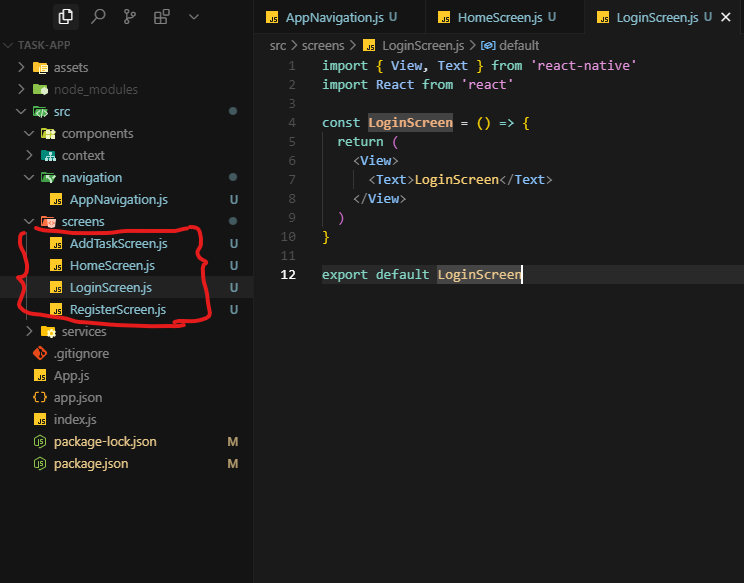 AppNavigation.js U
HomeScreen.js U
LoginScreen.js U
TASK-APP
src > screens > LoginScreen.js > default
assets
node_modules
src
components
context
navigation
AppNavigation.js U
screens
AddTaskScreen.js U
HomeScreen.js U
LoginScreen.js U
RegisterScreen.js U
services
.gitignore
App.js
app.json
index.js
package-lock.json M
package.json M
1 import { View, Text } from 'react-native'
2 import React from 'react'
3
4 const LoginScreen = () => {
5 return (
6 <View>
7 <Text>LoginScreen</Text>
8 </View>
9 )
10 }
11
12 export default LoginScreen